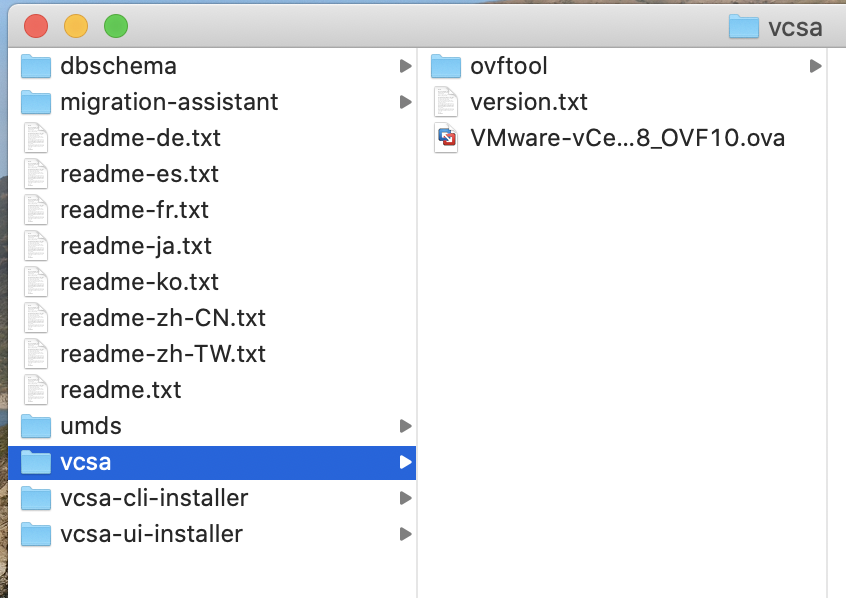 vcsa
dbschema
migration-assistant
readme-de.txt
readme-es.txt
readme-fr.txt
readme-ja.txt
readme-ko.txt
readme-zh-CN.txt
readme-zh-TW.txt
readme.txt
umds
vcsa
vcsa-cli-installer
vcsa-ui-installer
ovftool
version.txt
VMware-vCe...8_OVF10.ova